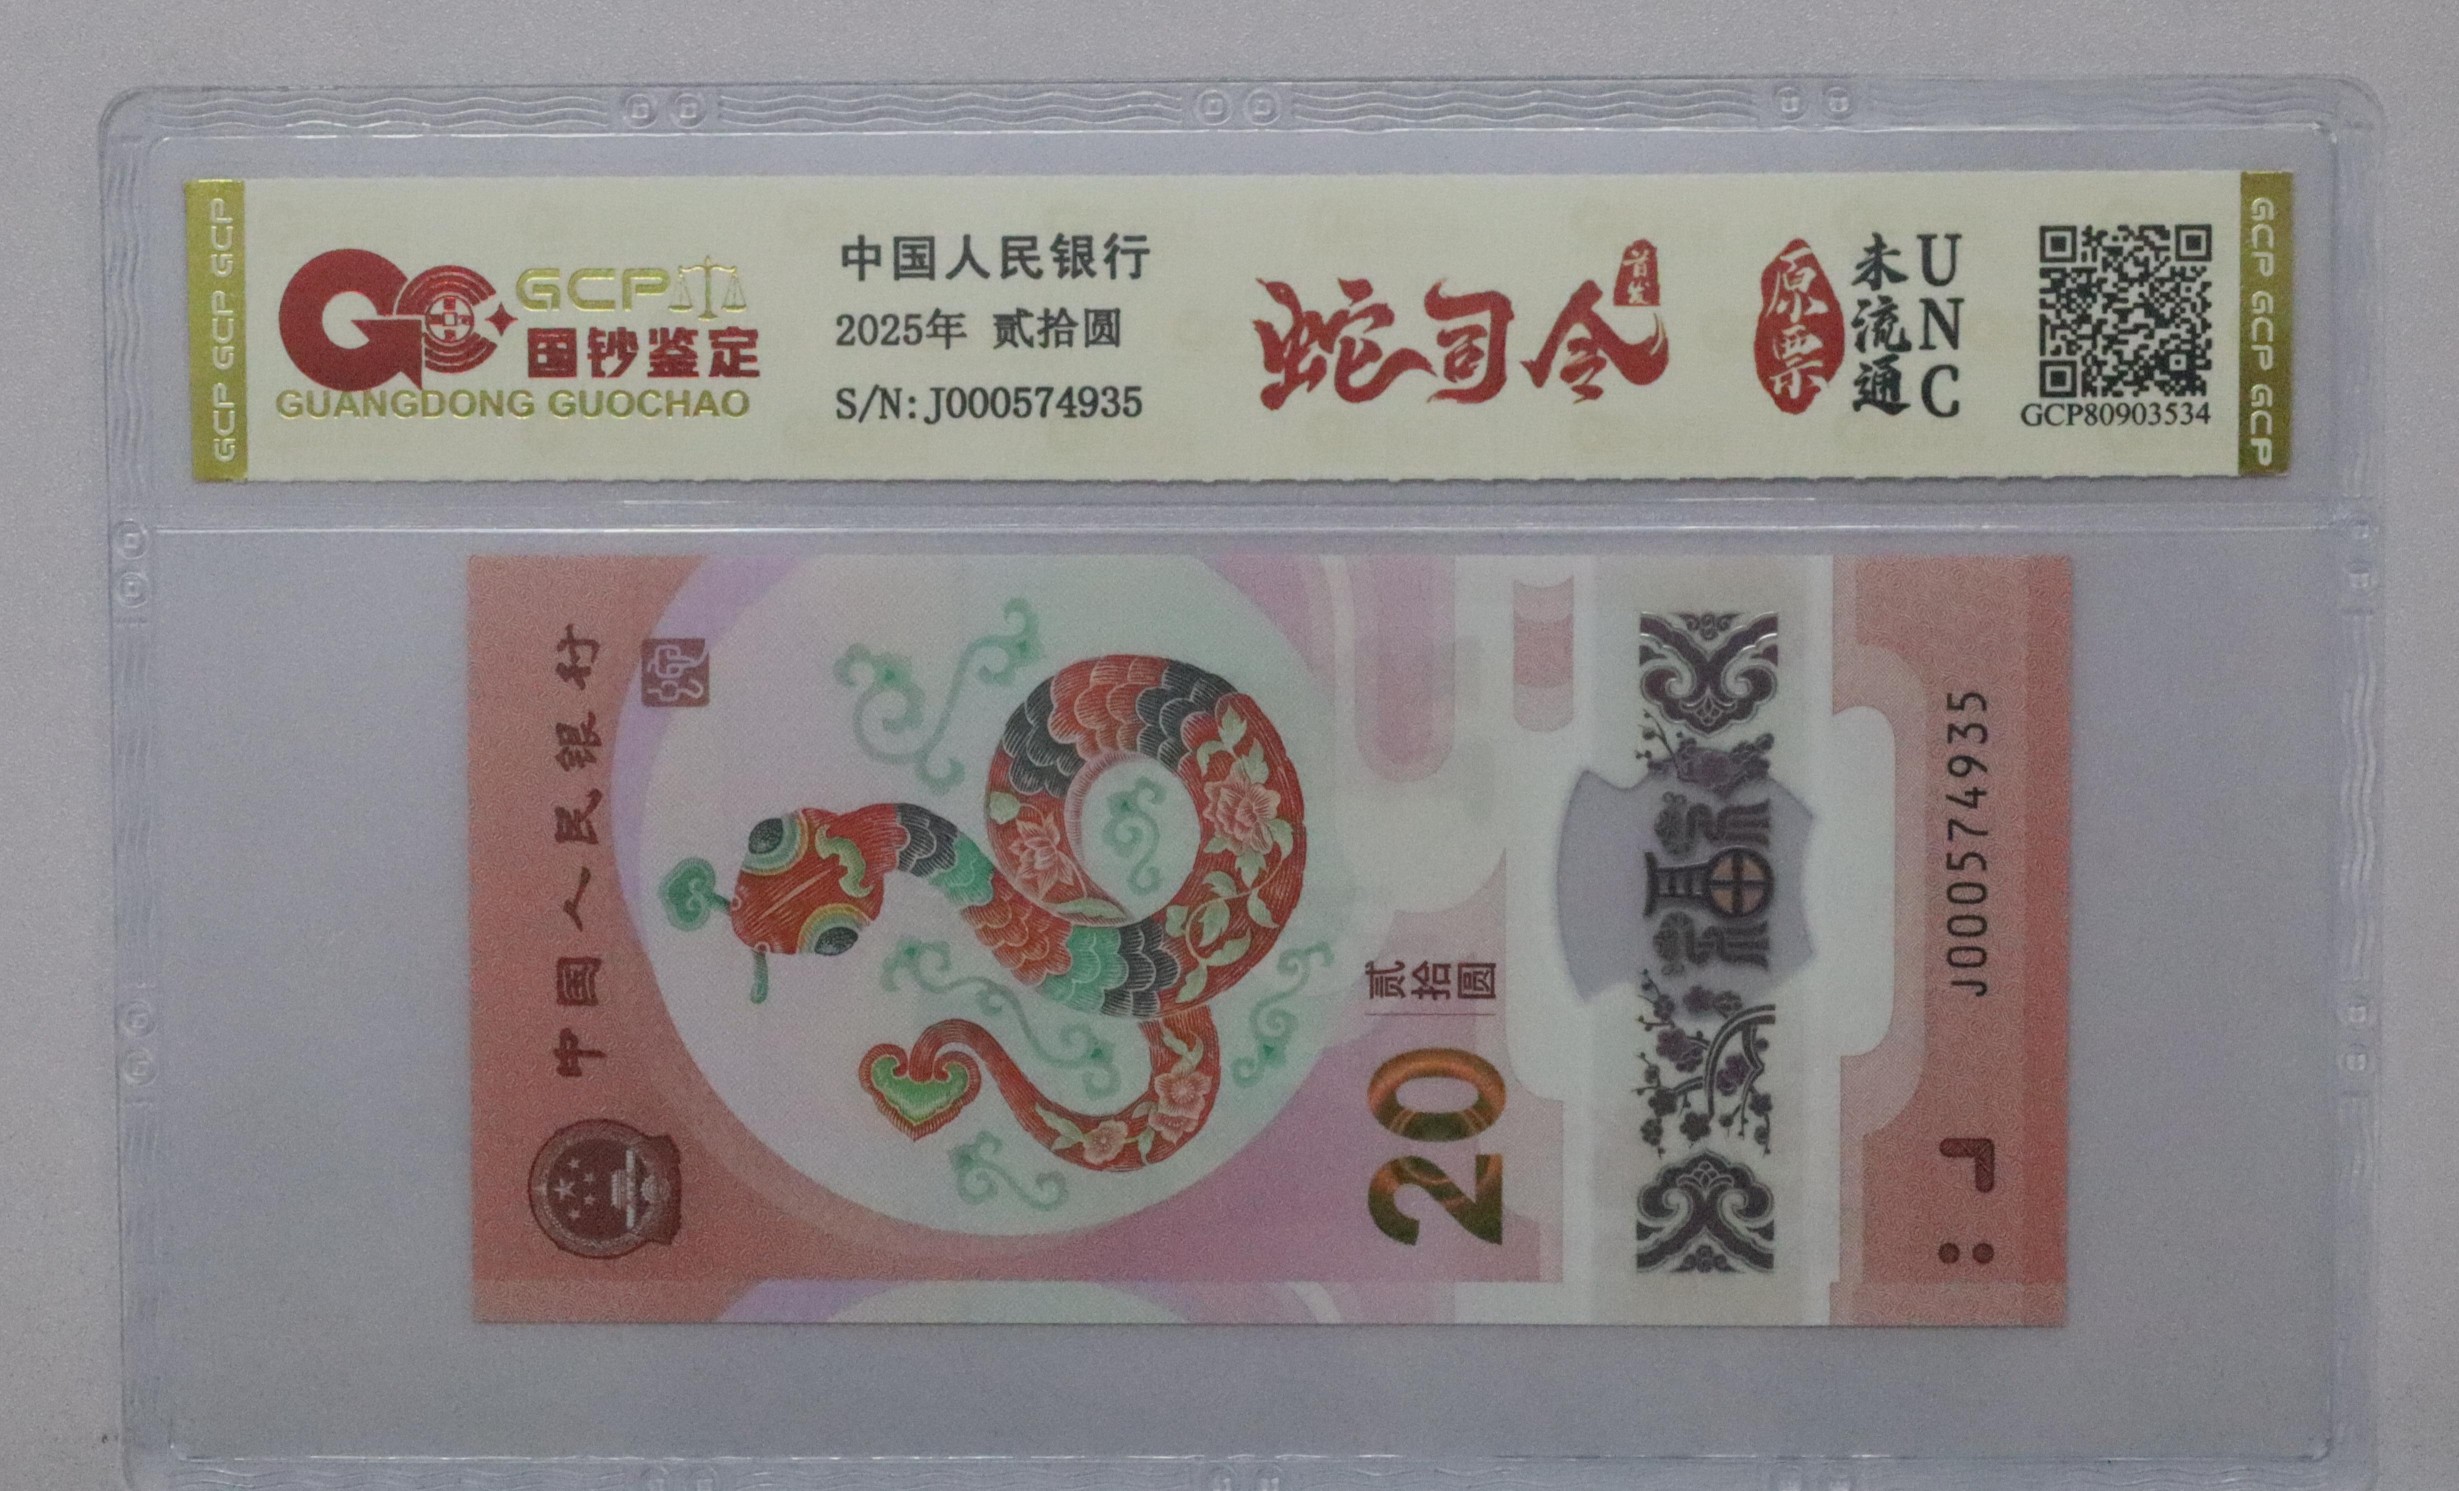 GCP GCP GCP
GCP
国钞鉴定
GUANGDONG GUOCHAO
中国人民银行
2025年 贰拾圆
S/N:J000574935
蛇司令
首发
原票
未流通
UNC
GCP80903534
GCP GCP GCP
中国人民银行
贰拾圆
20
福
J000574935